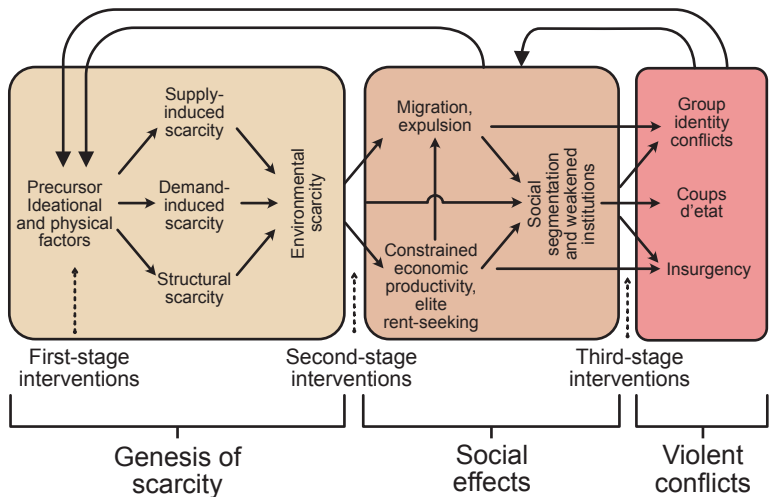 Supply-
induced
scarcity
Precursor
Ideational
and physical
factors
Demand-
induced
scarcity
Structural
scarcity
Environmental
scarcity
Migration,
expulsion
Constrained
economic
productivity,
elite
rent-seeking
Social
segmentation
and weakened
institutions
Group
identity
conflicts
Coups
d'etat
Insurgency
First-stage
interventions
Second-stage
interventions
Third-stage
interventions
Genesis of
scarcity
Social
effects
Violent
conflicts